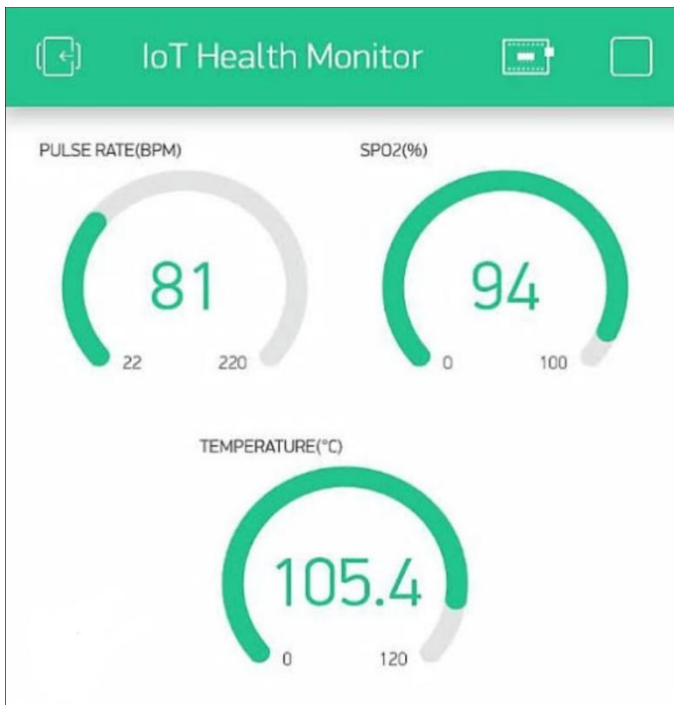 IoT Health Monitor
PULSE RATE(BPM)
81
22 220
SPO2(%)
94
0 100
TEMPERATURE(°C)
105.4
0 120